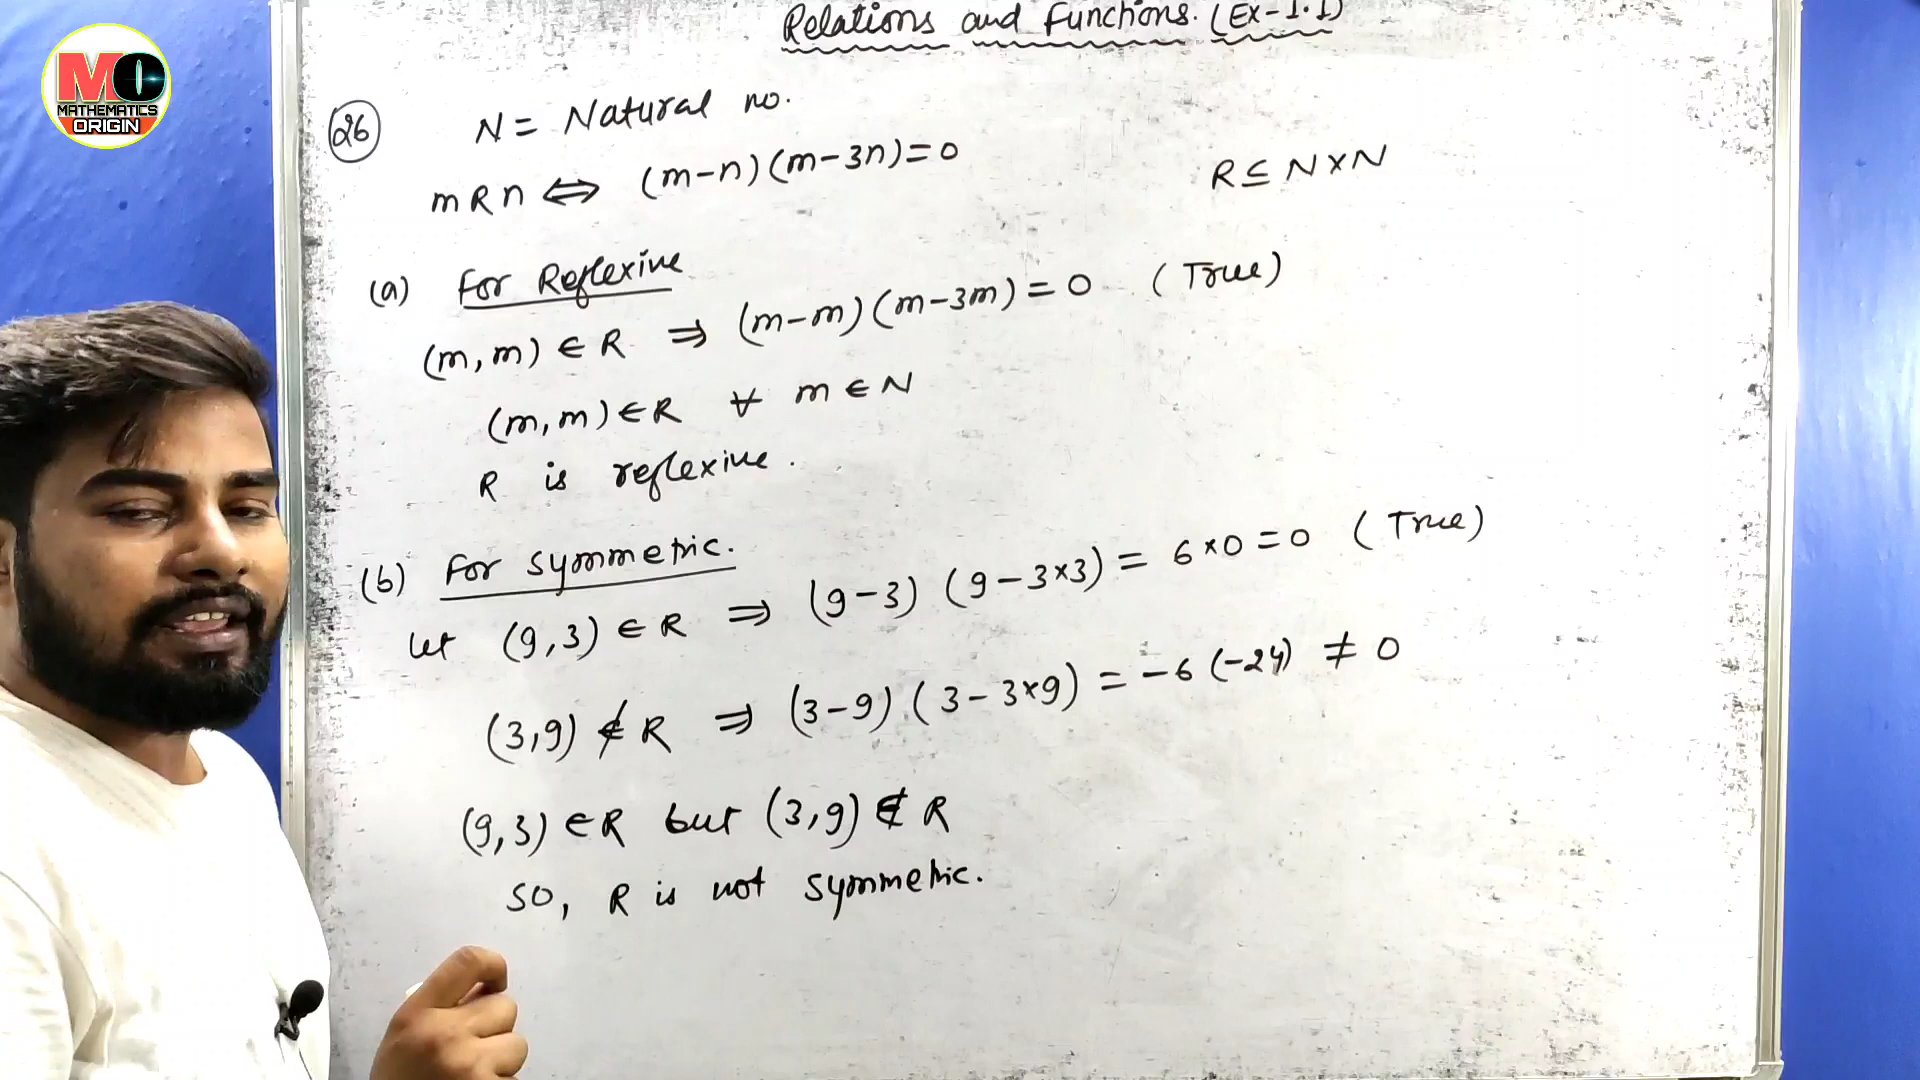 Relations and Functions. (Ex-1.1)
MO
MATHEMATICS
ORIGIN
26 N = Natural no.
m R n ⇔ (m-n)(m-3n)=0 R ⊆ N×N
(a) For Reflexive
(m,m) ∈ R ⇒ (m-m)(m-3m) = 0 (True)
(m,m) ∈ R ∀ m ∈ N
R is reflexive.
(b) For symmetric.
let (9,3) ∈ R ⇒ (9-3) (9-3×3) = 6×0 = 0 (True)
(3,9) ∉ R ⇒ (3-9) (3-3×9) = -6 (-24) ≠ 0
(9,3) ∈ R but (3,9) ∉ R
SO, R is not symmetric.